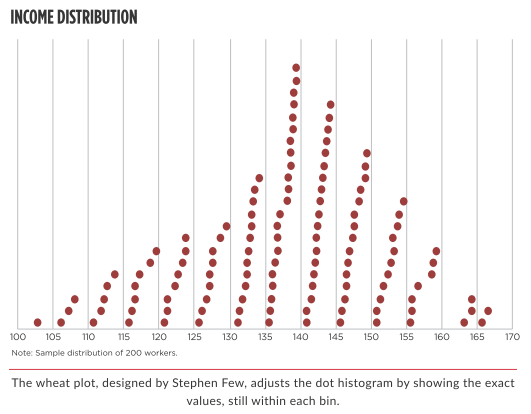 INCOME DISTRIBUTION
100 105 110 115 120 125 130 135 140 145 150 155 160 165 170
Note: Sample distribution of 200 workers.
The wheat plot, designed by Stephen Few, adjusts the dot histogram by showing the exact
values, still within each bin.